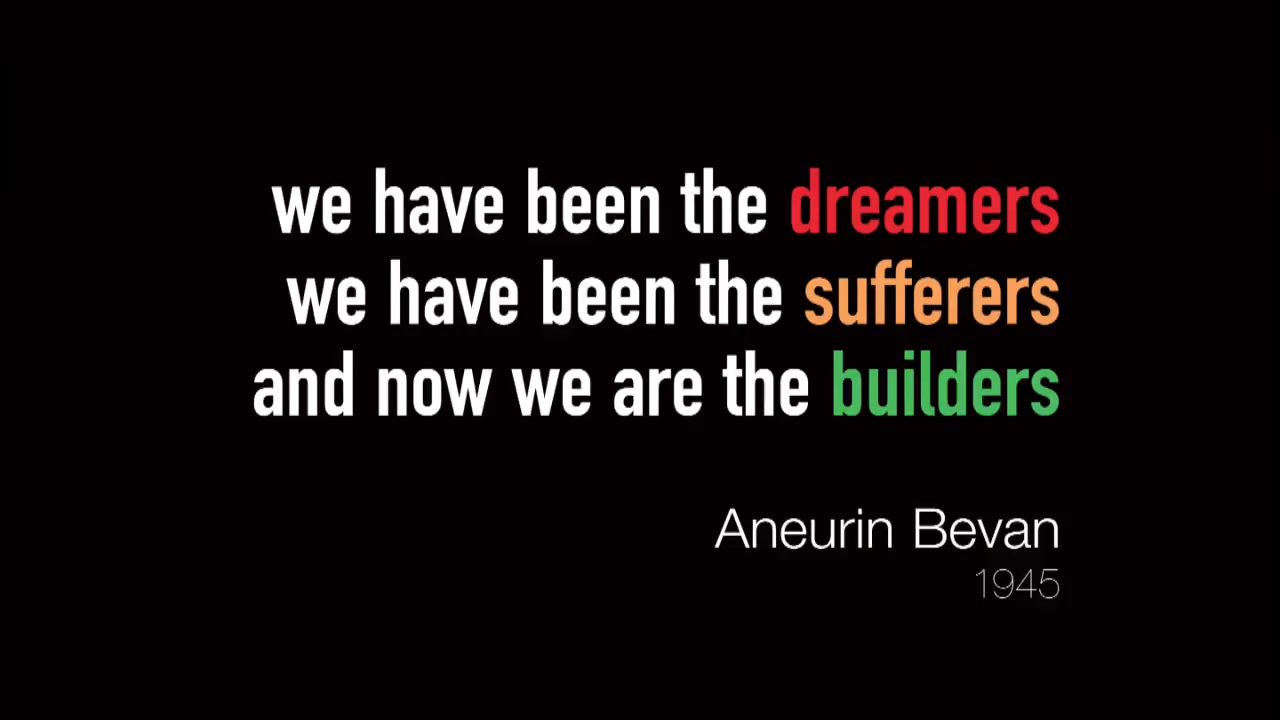 we have been the dreamers
we have been the sufferers
and now we are the builders
Aneurin Bevan
1945